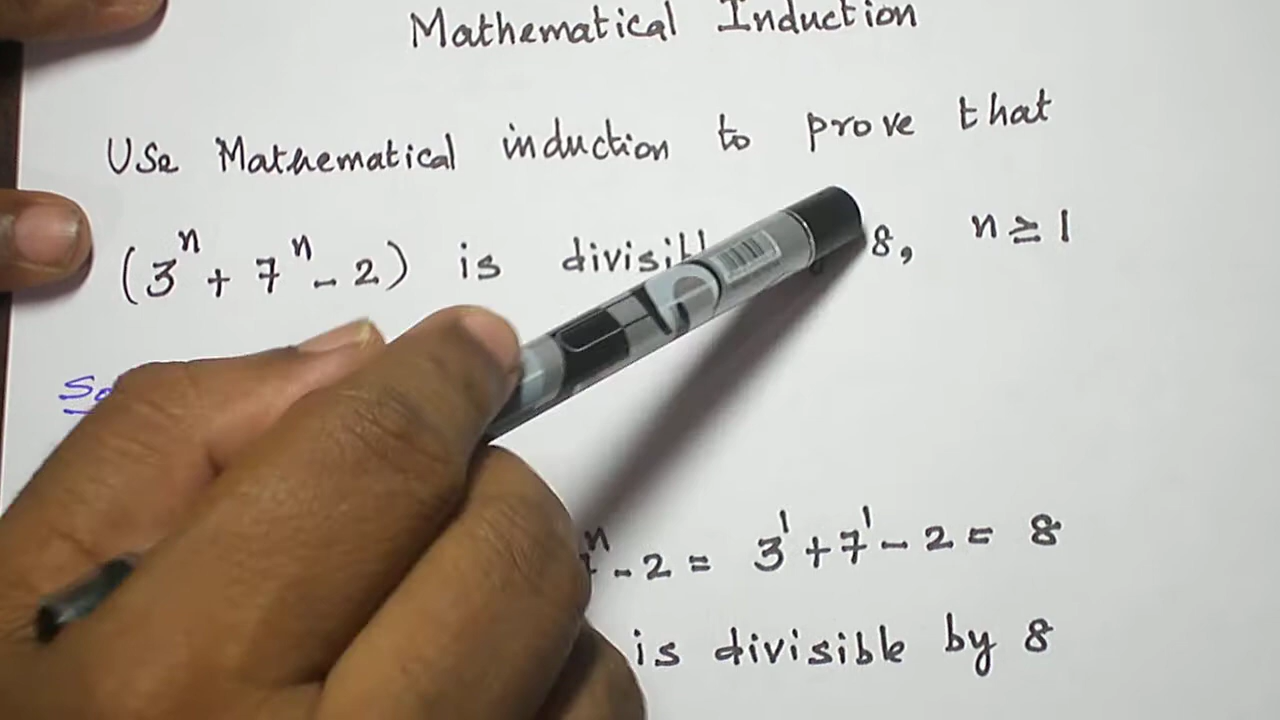 Mathematical Induction
Use Mathematical induction to prove that
(3ⁿ + 7ⁿ - 2) is 8, n ≥ 1
- 2 = 3¹ + 7¹ - 2 = 8
is divisible by 8